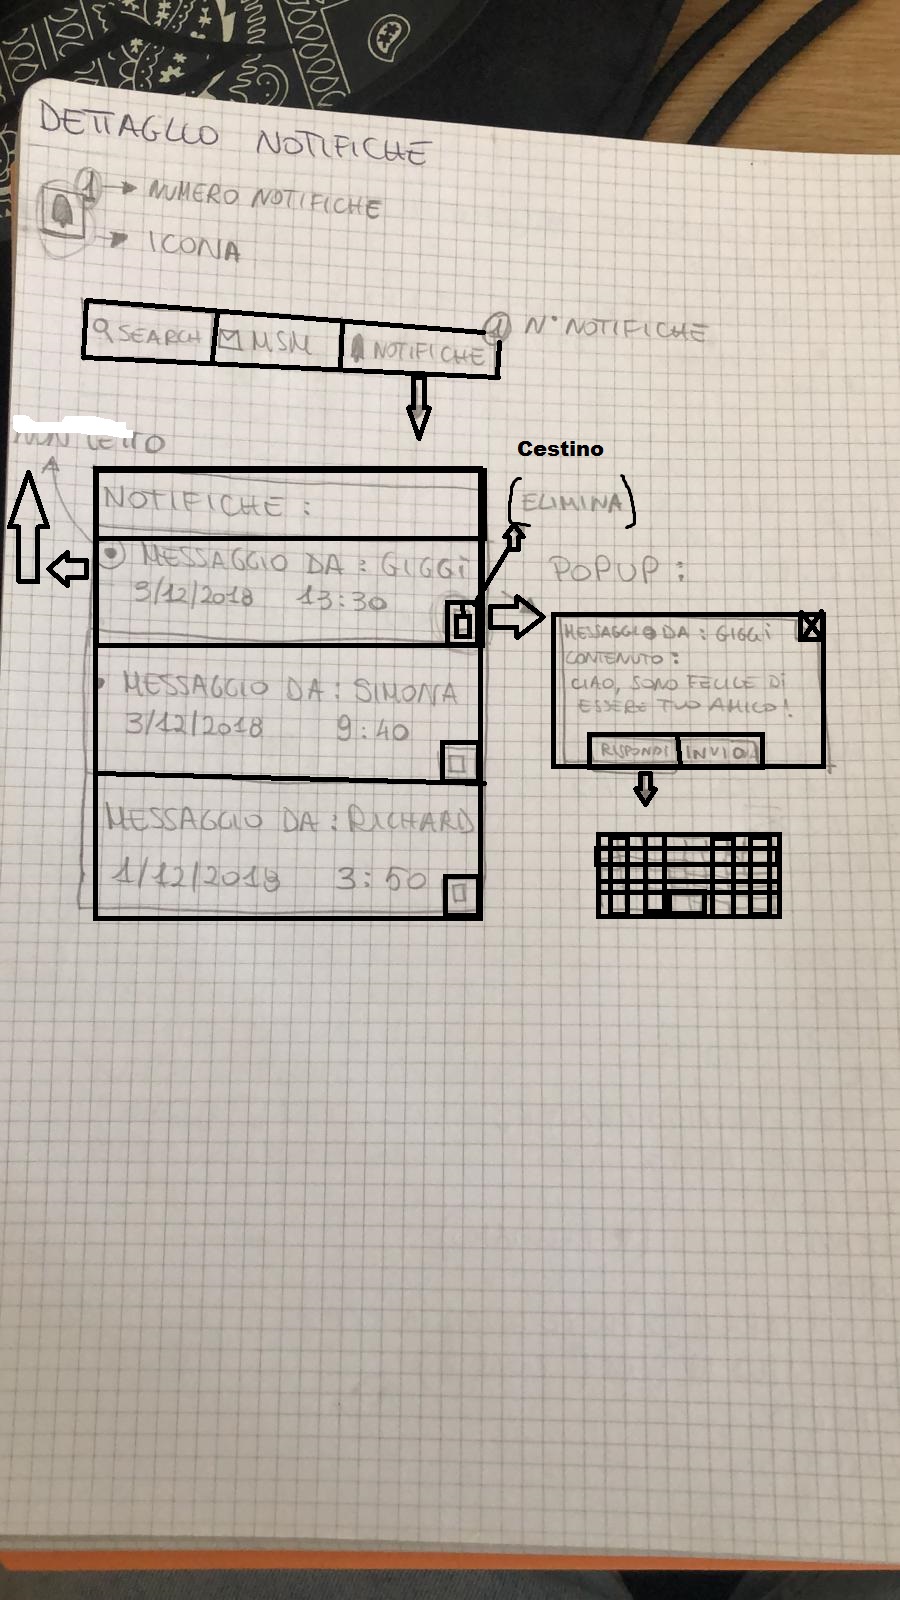 DETTAGLIO NOTIFICHE
1 → NUMERO NOTIFICHE
→ ICONA
SEARCH MSM NOTIFICHE 1 N° NOTIFICHE
NON LETTO
Cestino
(ELIMINA)
NOTIFICHE :
MESSAGGIO DA : GIGGI
3/12/2018 13:30
POPUP :
MESSAGGIO DA : GIGGI
CONTENUTO :
CIAO, SONO FELICE DI
ESSERE TUO AMICO!
RISPONDI INVIO
MESSAGGIO DA : SIMONA
3/12/2018 9:40
MESSAGGIO DA : RICHARD
1/12/2018 3:50